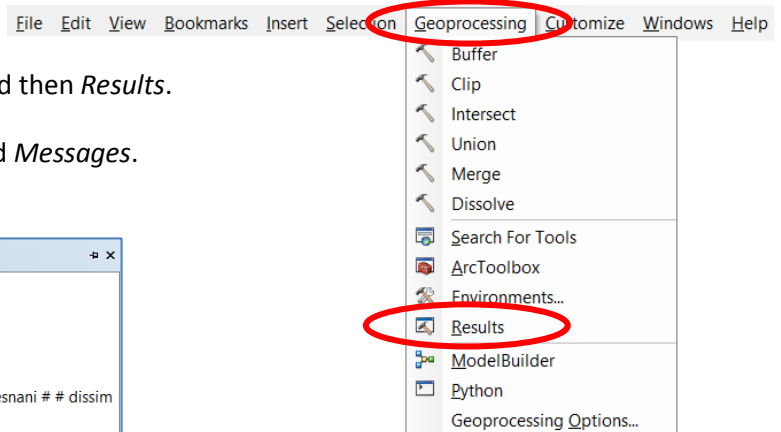 File Edit View Bookmarks Insert Selection Geoprocessing Customize Windows Help
Buffer
then Results.
Clip
Intersect
Messages.
Union
Merge
Dissolve
Search For Tools
ArcToolbox
Environments...
Results
ModelBuilder
Python
esnani # # dissim
Geoprocessing Options...